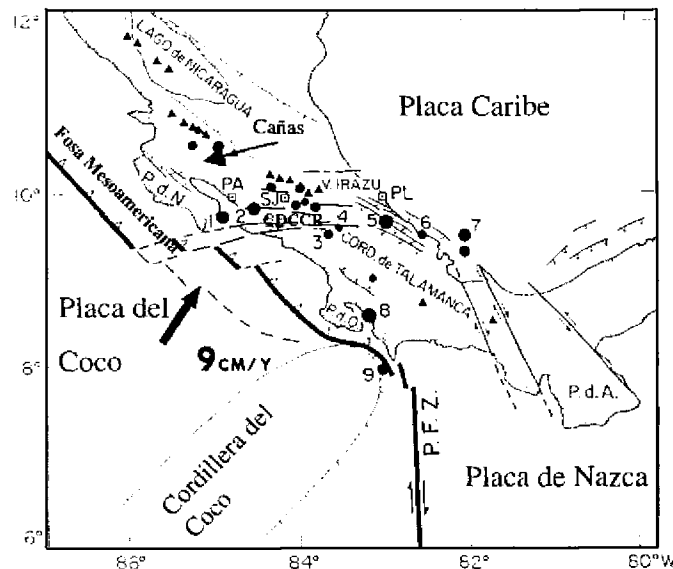 12°
LAGO de NICARAGUA
Placa Caribe
Cañas
Fosa Mesoamericana
P.d.N.
PA
SJ
V. IRAZU
PL
10°
1
2
CDCCR
3
4
5
6
7
CORD de TALAMANCA
Placa del
Coco
9 CM/Y
P.d.O.
8
8°
9
P.d.A.
P.F.Z.
Cordillera del
Coco
Placa de Nazca
6°
86°
84°
82°
80°W